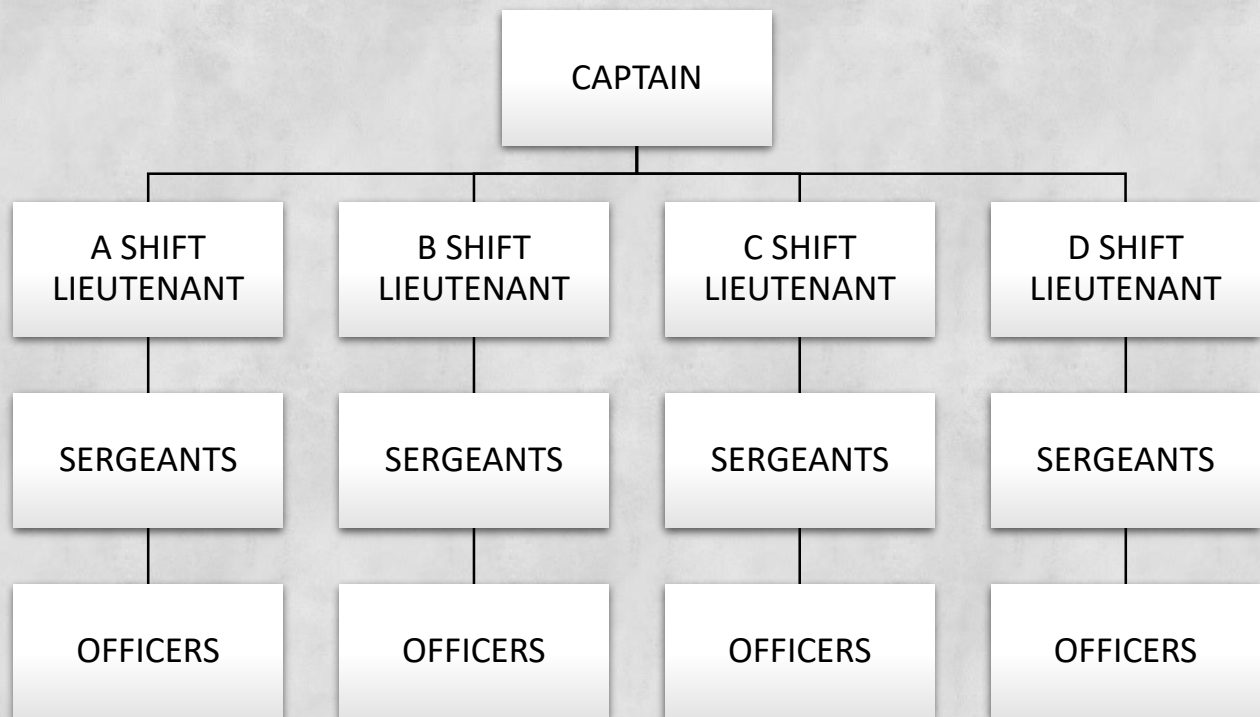 CAPTAIN
A SHIFT
LIEUTENANT
B SHIFT
LIEUTENANT
C SHIFT
LIEUTENANT
D SHIFT
LIEUTENANT
SERGEANTS
SERGEANTS
SERGEANTS
SERGEANTS
OFFICERS
OFFICERS
OFFICERS
OFFICERS